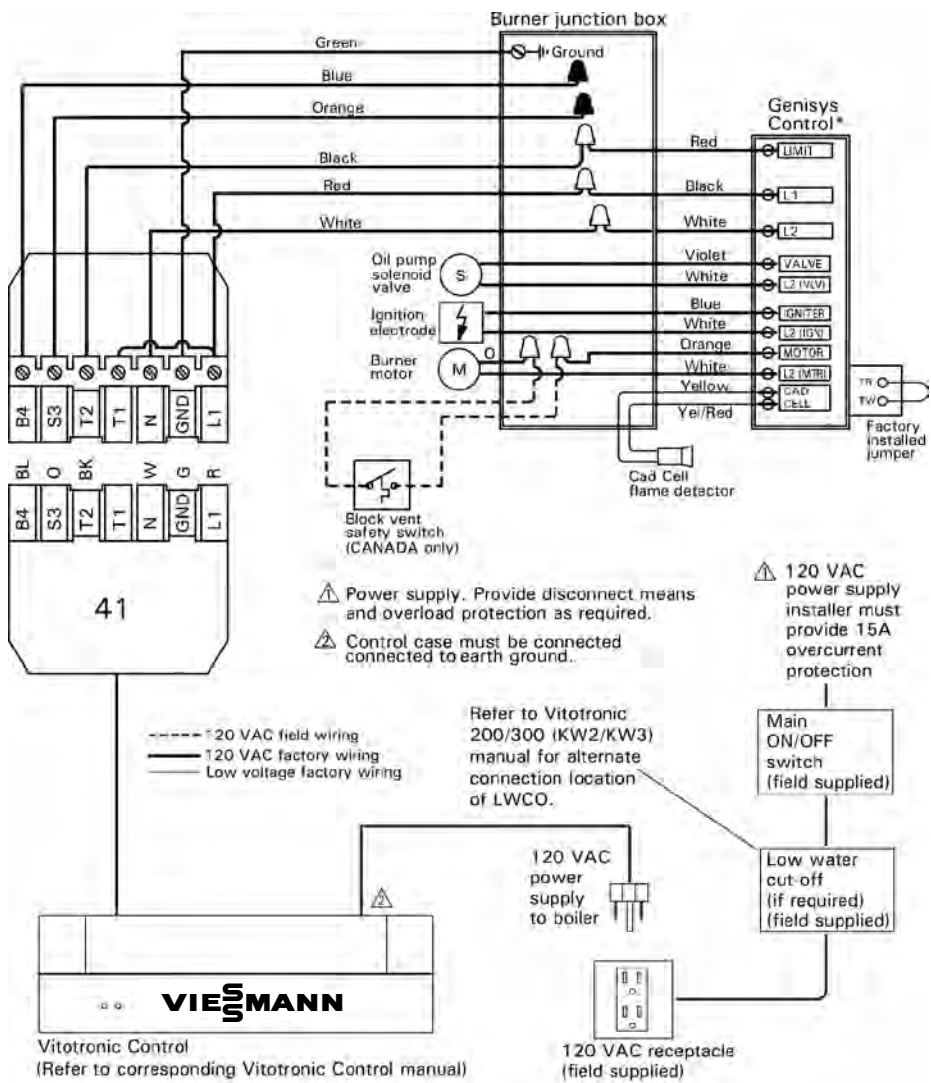 Burner junction box
Green
Ground
Blue
Orange
Black
Red
White
Genisys
Control*
Red
LIMIT
Black
L1
White
L2
Oil pump
solenoid
valve
S
Violet
VALVE
White
L2 (VLV)
Ignition
electrode
Blue
IGNITER
White
L2 (IGN)
Burner
motor
M
O
Orange
MOTOR
White
L2 (MTR)
Yellow
CAD
Yel/Red
CELL
TR
TW
Factory
installed
jumper
Cad Cell
flame detector
B4
S3
T2
T1
N
GND
L1
BL
O
BK
W
G
R
B4
S3
T2
T1
N
GND
L1
41
Block vent
safety switch
(CANADA only)
1 Power supply. Provide disconnect means
and overload protection as required.
2 Control case must be connected
connected to earth ground.
1 120 VAC
power supply
installer must
provide 15A
overcurrent
protection
120 VAC field wiring
120 VAC factory wiring
Low voltage factory wiring
Refer to Vitotronic
200/300 (KW2/KW3)
manual for alternate
connection location
of LWCO.
Main
ON/OFF
switch
(field supplied)
120 VAC
power
supply
to boiler
Low water
cut-off
(if required)
(field supplied)
2
VIESSMANN
Vitotronic Control
(Refer to corresponding Vitotronic Control manual)
120 VAC receptacle
(field supplied)